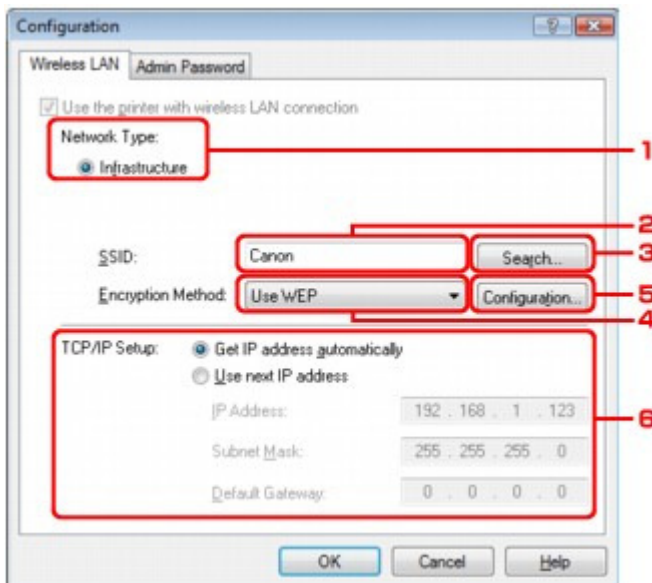 Configuration
Wireless LAN Admin Password
Use the printer with wireless LAN connection
Network Type:
1
Infrastructure
2
SSID: Canon Search... 3
Encryption Method: Use WEP Configuration... 5
4
TCP/IP Setup: Get IP address automatically
Use next IP address
IP Address: 192 . 168 . 1 . 123
6
Subnet Mask: 255 . 255 . 255 . 0
Default Gateway: 0 . 0 . 0 . 0
OK Cancel Help